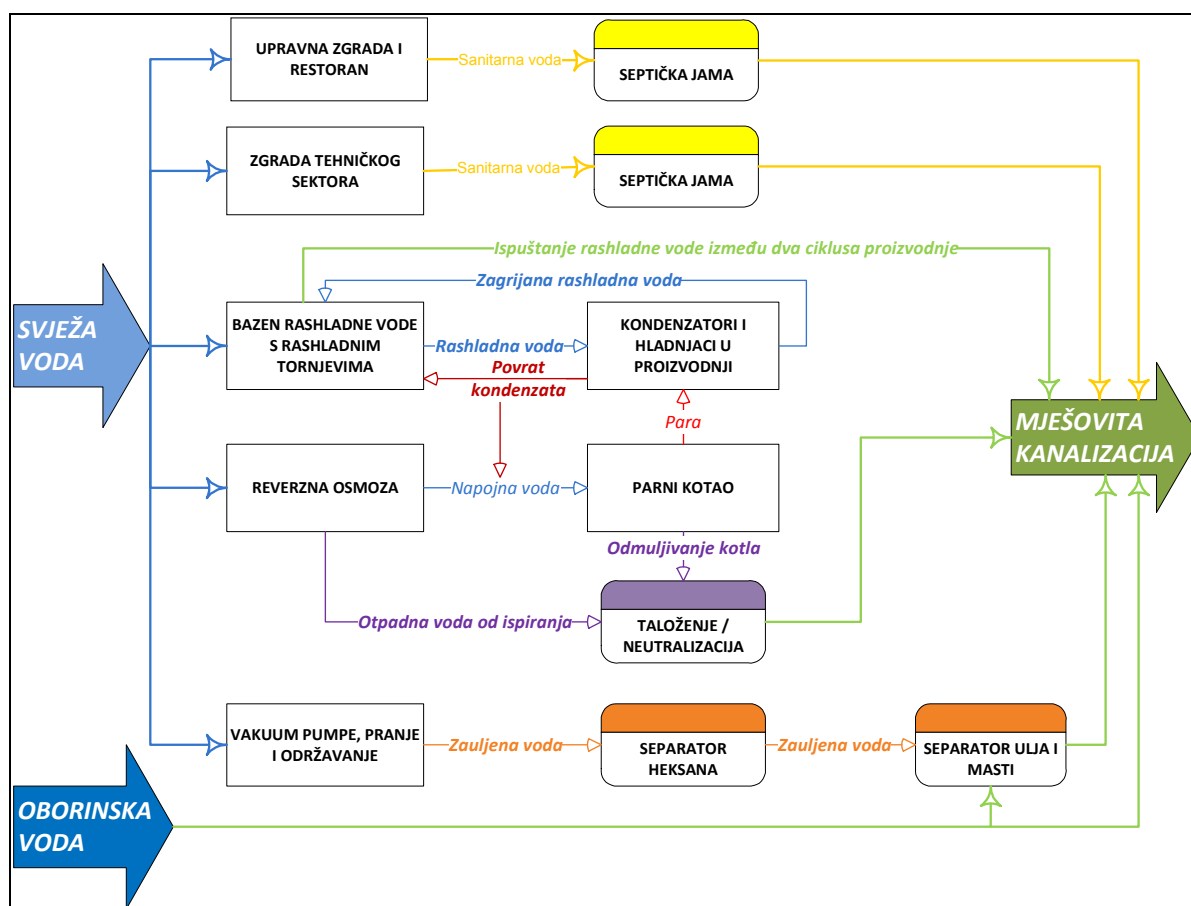 UPRAVNA ZGRADA I
RESTORAN
Sanitarna voda
SEPTIČKA JAMA
ZGRADA TEHNIČKOG
SEKTORA
Sanitarna voda
SEPTIČKA JAMA
Ispuštanje rashladne vode između dva ciklusa proizvodnje
Zagrijana rashladna voda
SVJEŽA
VODA
BAZEN RASHLADNE VODE
S RASHLADNIM
TORNJEVIMA
Rashladna voda
KONDENZATORI I
HLADNJACI U
PROIZVODNJI
Povrat
kondenzata
Para
MJEŠOVITA
KANALIZACIJA
REVERZNA OSMOZA
Napojna voda
PARNI KOTAO
Odmuljivanje kotla
Otpadna voda od ispiranja
TALOŽENJE /
NEUTRALIZACIJA
VAKUUM PUMPE, PRANJE
I ODRŽAVANJE
Zauljena voda
SEPARATOR
HEKSANA
Zauljena voda
SEPARATOR ULJA I
MASTI
OBORINSKA
VODA